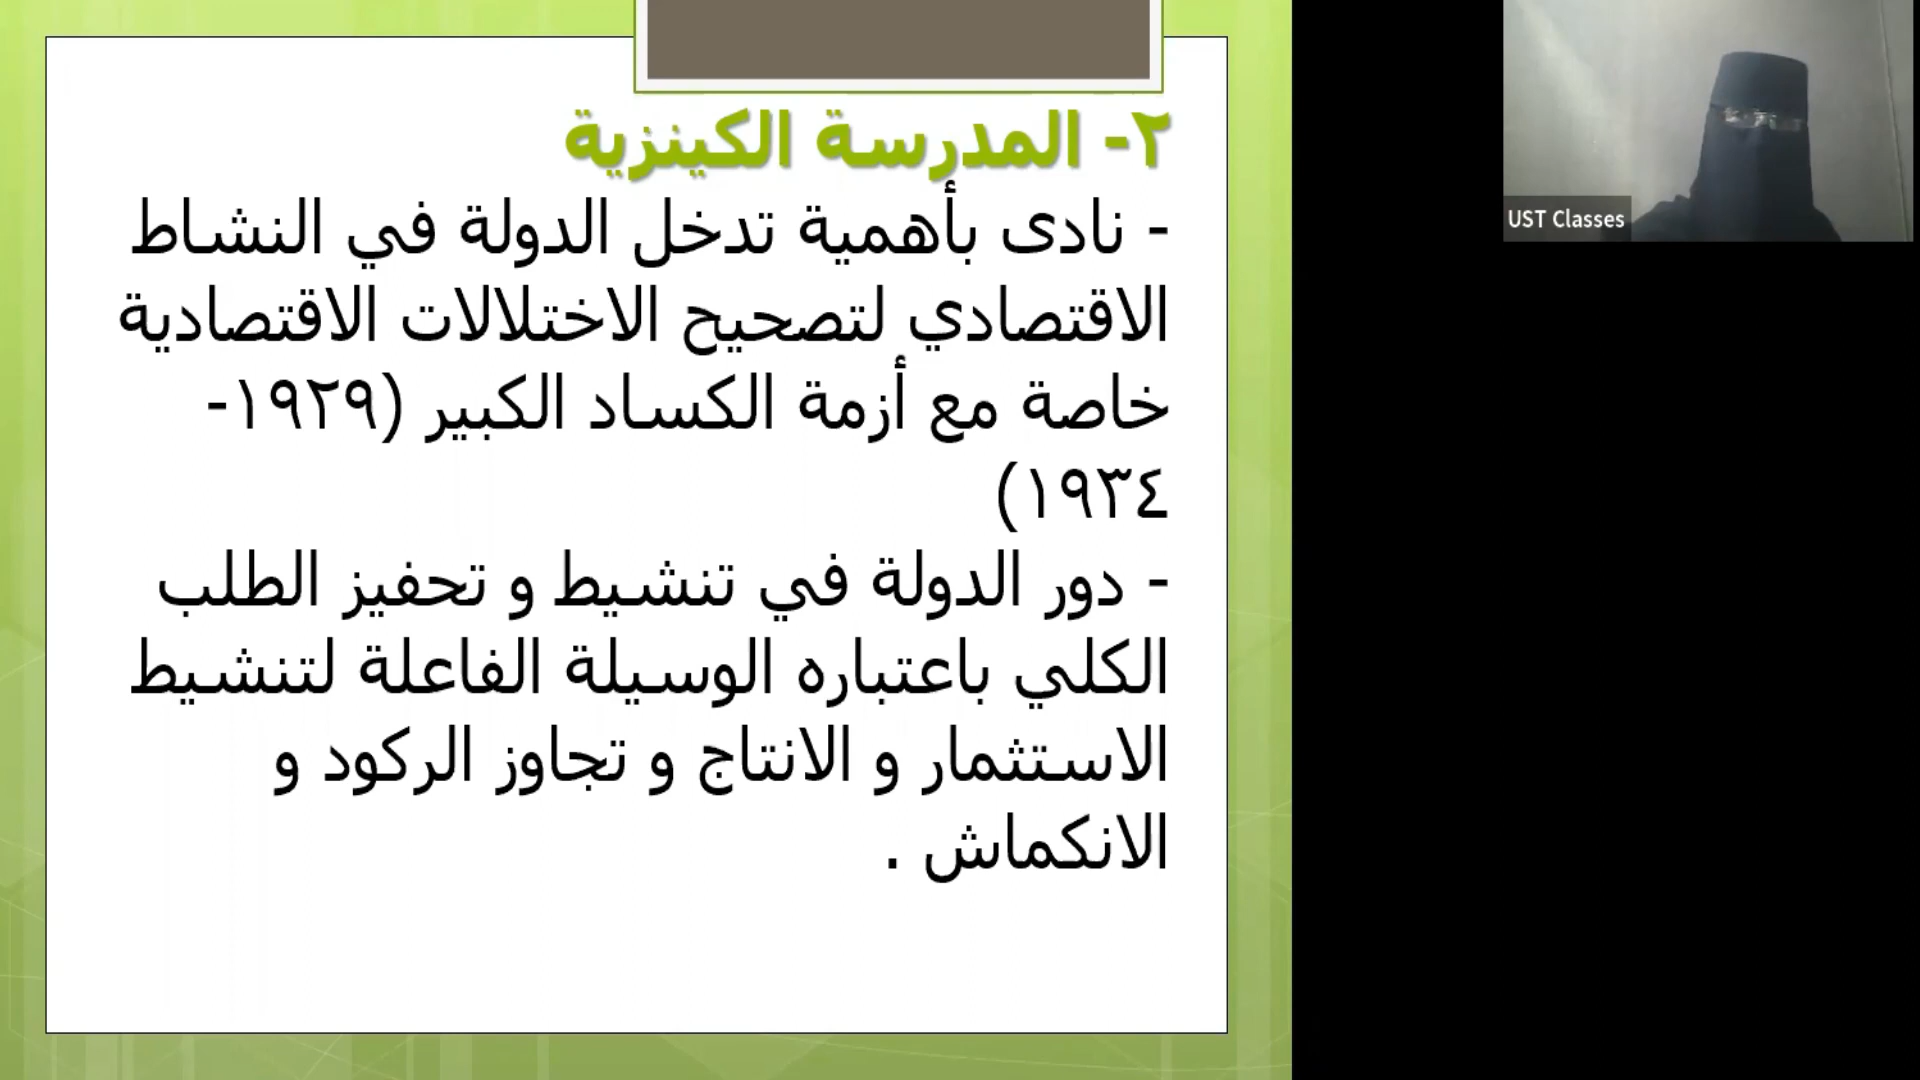 ٢- المدرسة الكينزية
- نادى بأهمية تدخل الدولة في النشاط
الاقتصادي لتصحيح الاختلالات الاقتصادية
خاصة مع أزمة الكساد الكبير (١٩٢٩-
١٩٣٤)
- دور الدولة في تنشيط و تحفيز الطلب
الكلي باعتباره الوسيلة الفاعلة لتنشيط
الاستثمار و الانتاج و تجاوز الركود و
الانكماش .
UST Classes